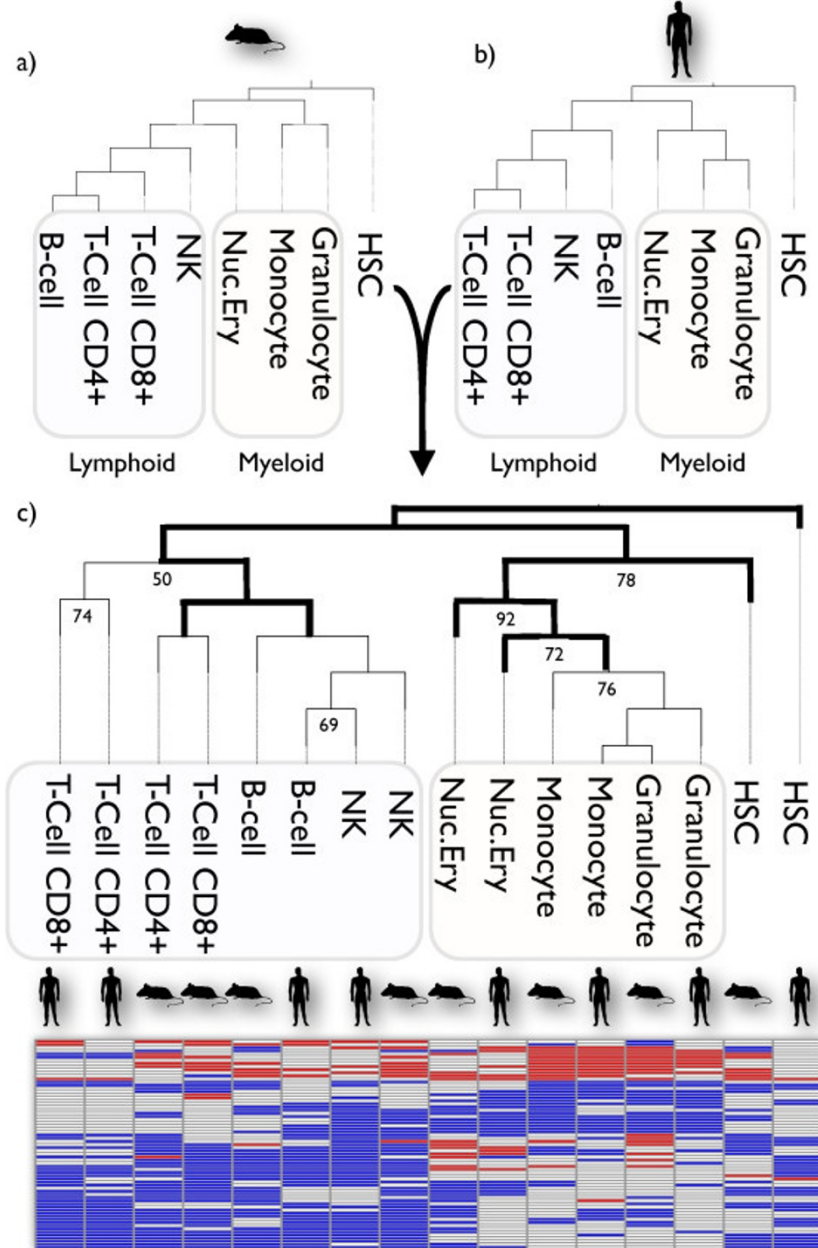 a)
b)
B-cell
T-Cell CD4+
T-Cell CD8+
NK
Nuc.Ery
Monocyte
Granulocyte
HSC
T-Cell CD4+
T-Cell CD8+
NK
B-cell
Nuc.Ery
Monocyte
Granulocyte
HSC
Lymphoid
Myeloid
Lymphoid
Myeloid
c)
50
78
74
92
72
76
69
T-Cell CD8+
T-Cell CD4+
T-Cell CD4+
T-Cell CD8+
B-cell
B-cell
NK
NK
Nuc.Ery
Nuc.Ery
Monocyte
Monocyte
Granulocyte
Granulocyte
HSC
HSC